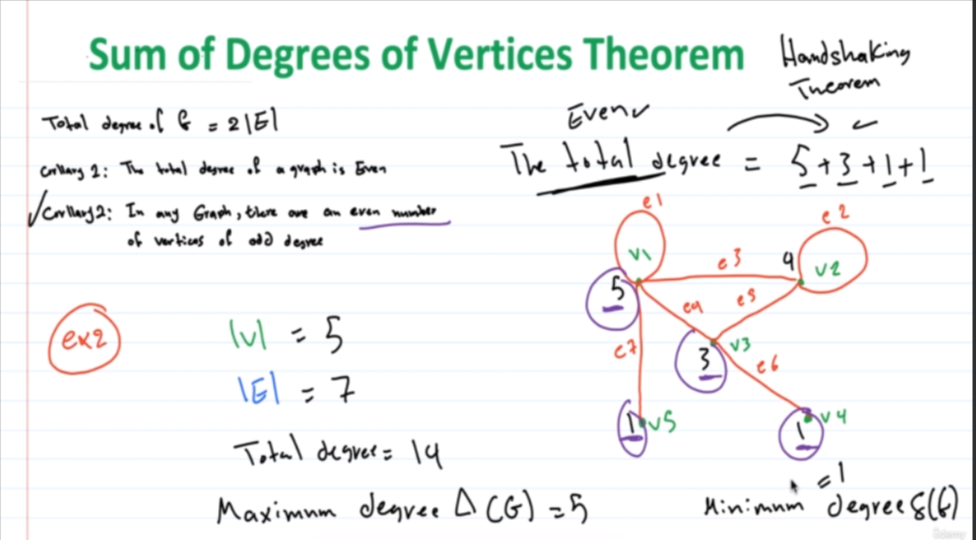 Sum of Degrees of Vertices Theorem
Handshaking
Theorem
Total degree of G = 2|E|
Even✓
Corllary 1: The total degree of a graph is Even
The total degree = 5 + 3 + 1 + 1
✓ Corllary 2: In any Graph, there are an even number
of vertices of odd degree
e1
e2
v1
e3
4
v2
5
e4
e5
ex2
|V| = 5
e7
3
v3
e6
|E| = 7
1
v5
1
v4
Total degree = 14
= 1
Maximum degree Δ (G) = 5
Minimum degree δ(G)
Udemy